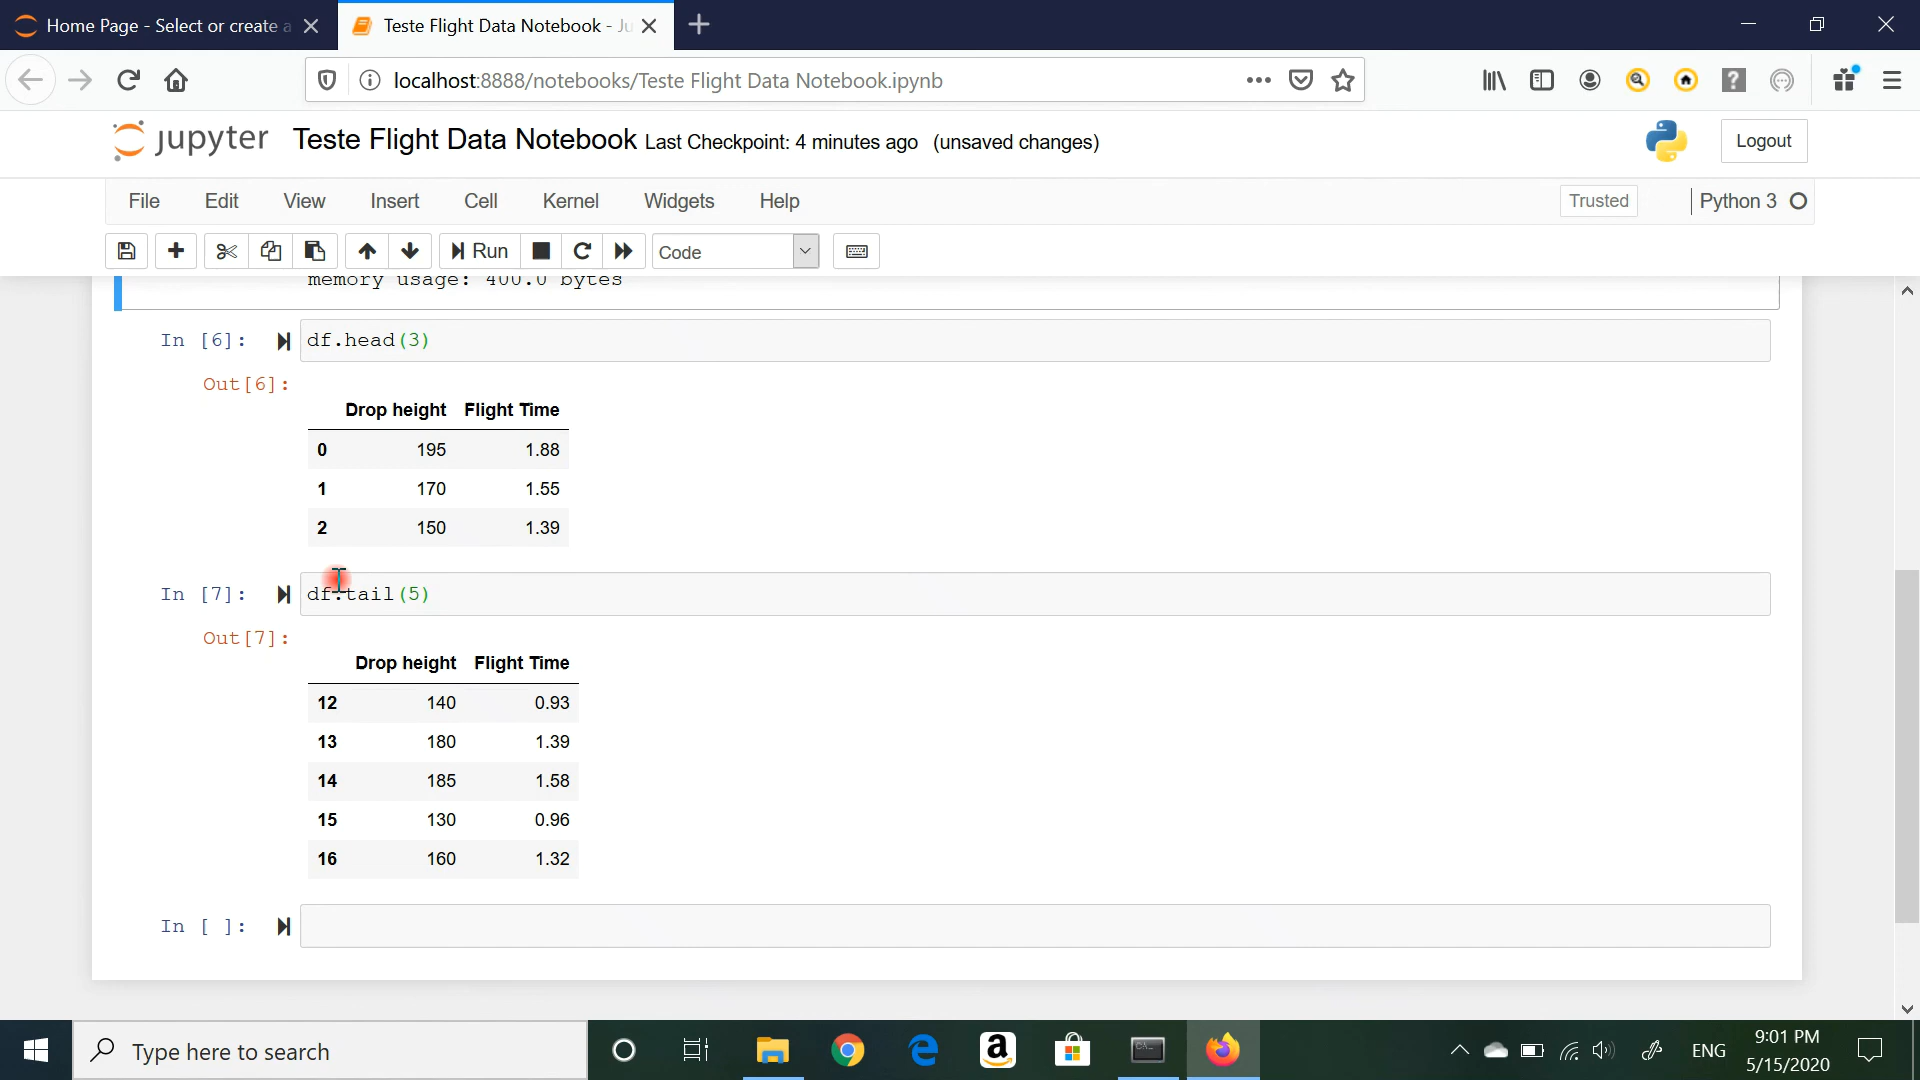 Home Page - Select or create a
Teste Flight Data Notebook - Ju
localhost:8888/notebooks/Teste Flight Data Notebook.ipynb
jupyter Teste Flight Data Notebook Last Checkpoint: 4 minutes ago (unsaved changes)
Logout
File Edit View Insert Cell Kernel Widgets Help
Trusted
Python 3
Run
Code
memory usage: 400.0 bytes
In [6]: df.head(3)
Out[6]:
Drop height Flight Time
0 195 1.88
1 170 1.55
2 150 1.39
In [7]: df.tail(5)
Out[7]:
Drop height Flight Time
12 140 0.93
13 180 1.39
14 185 1.58
15 130 0.96
16 160 1.32
In [ ]:
Type here to search
ENG
9:01 PM
5/15/2020